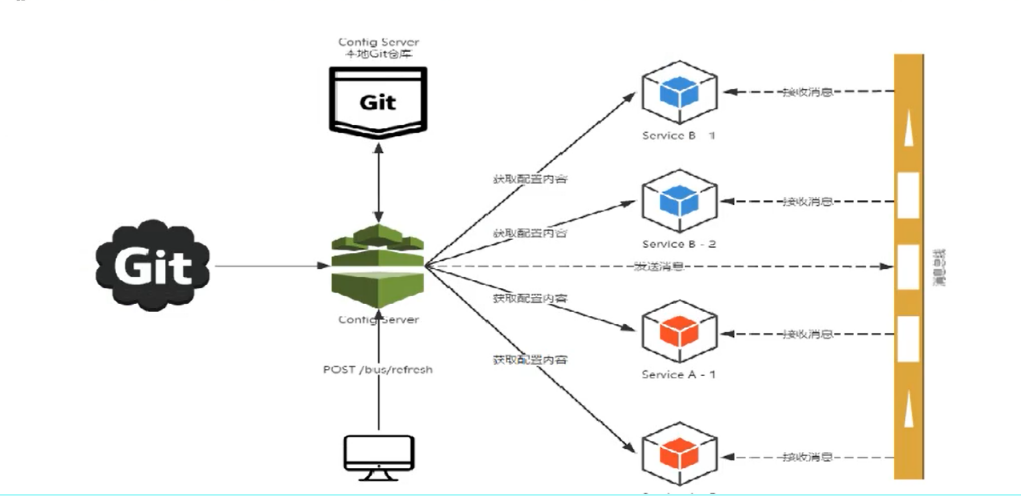 Config Server
本地Git仓库
Git
Service B - 1
接收消息
获取配置内容
Service B - 2
接收消息
获取配置内容
Git
发送消息
消息总线
Config Server
获取配置内容
Service A - 1
接收消息
获取配置内容
POST /bus/refresh
接收消息